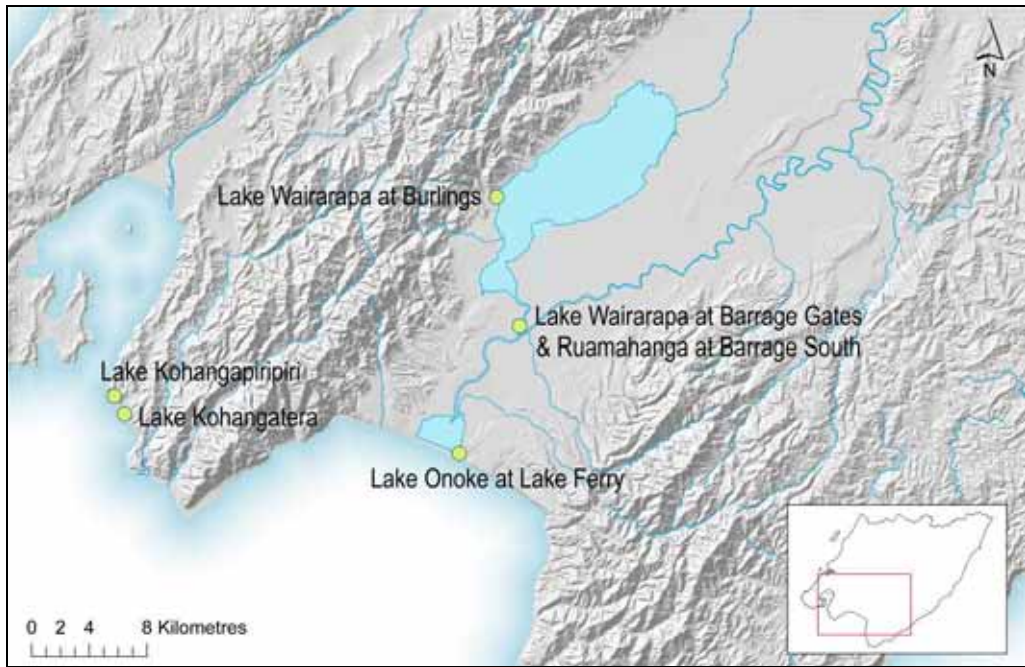 N
Lake Wairarapa at Burlings
Lake Wairarapa at Barrage Gates
& Ruamahanga at Barrage South
Lake Kohangapiripiri
Lake Kohangatera
Lake Onoke at Lake Ferry
0 2 4 8 Kilometres